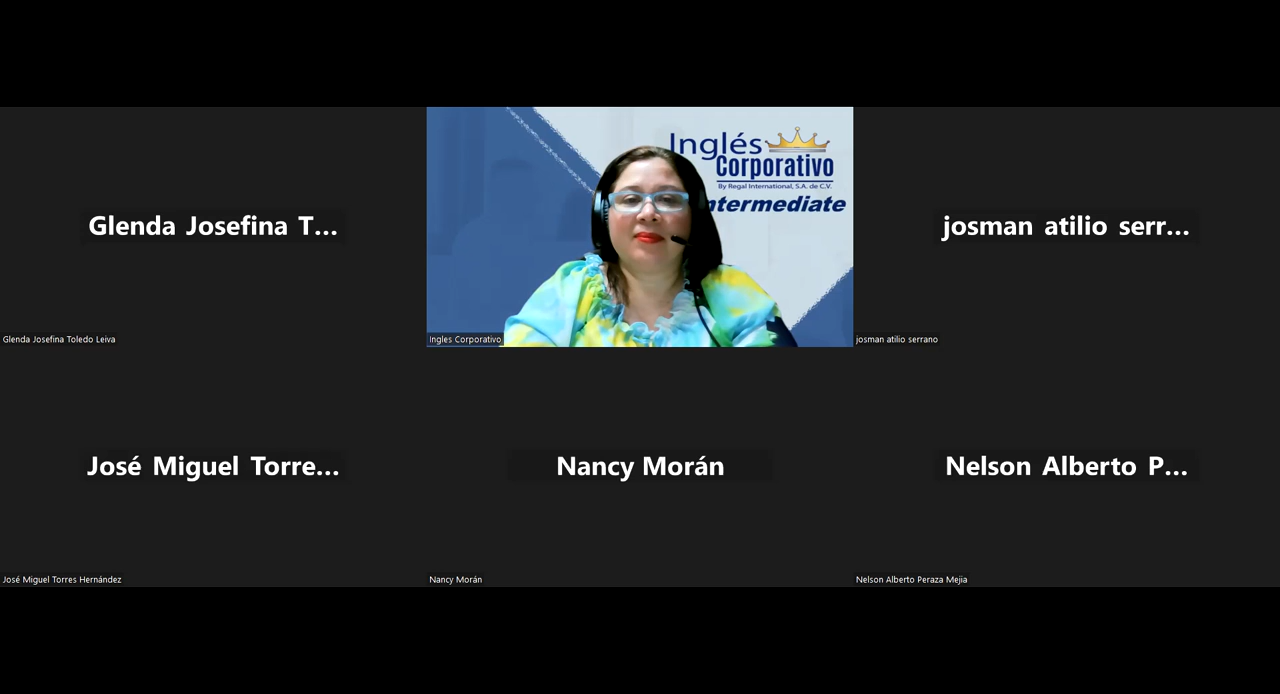 Glenda Josefina T...
Glenda Josefina Toledo Leiva
Inglés
Corporativo
By Regal International, S.A. de C.V.
ntermediate
Ingles Corporativo
josman atilio serr...
josman atilio serrano
José Miguel Torre...
José Miguel Torres Hernández
Nancy Morán
Nancy Morán
Nelson Alberto P...
Nelson Alberto Peraza Mejia